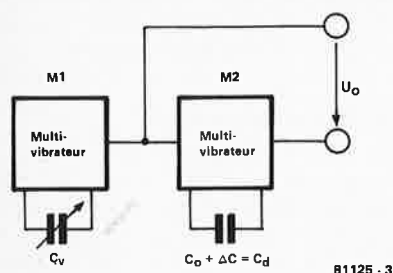 M1
M2
Uo
Multi-
vibrateur
Multi-
vibrateur
Cv
Co + ΔC = Cd
81125 - 3